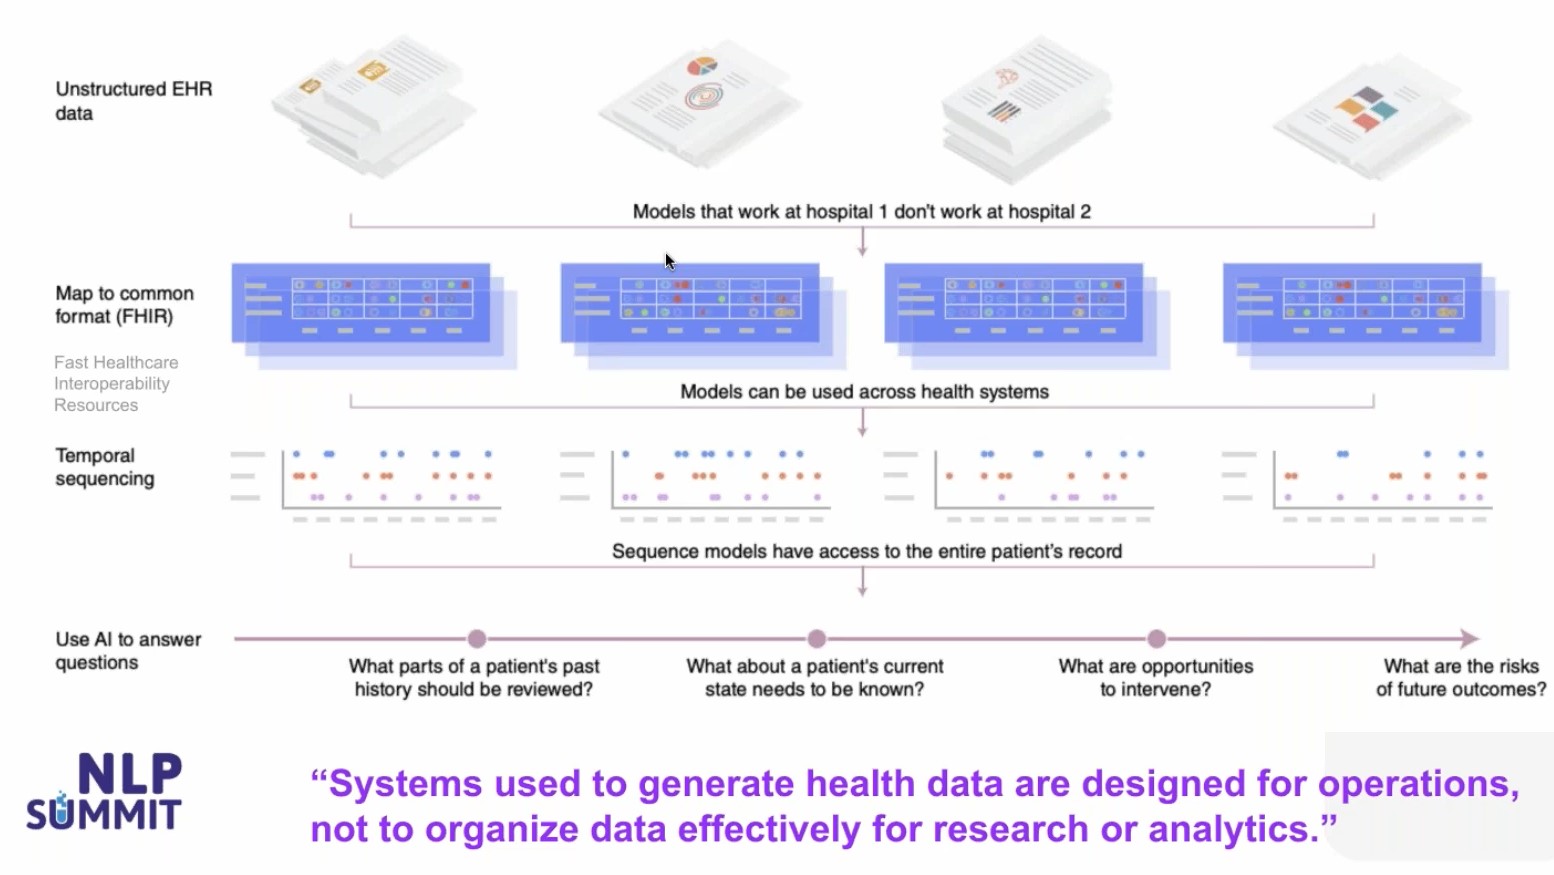 Unstructured EHR
data
Models that work at hospital 1 don't work at hospital 2
Map to common
format (FHIR)
Fast Healthcare
Interoperability
Resources
Models can be used across health systems
Temporal
sequencing
Sequence models have access to the entire patient's record
Use AI to answer
questions
What parts of a patient's past
history should be reviewed?
What about a patient's current
state needs to be known?
What are opportunities
to intervene?
What are the risks
of future outcomes?
NLP
SUMMIT
“Systems used to generate health data are designed for operations,
not to organize data effectively for research or analytics.”